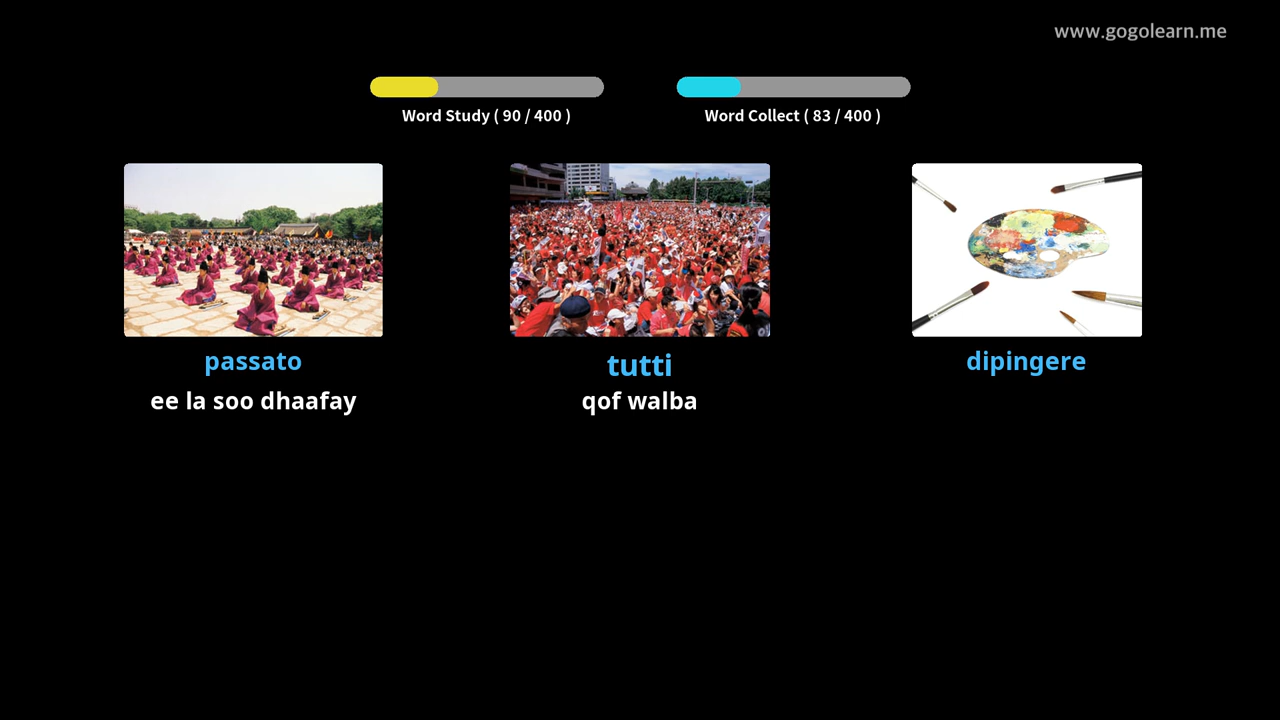 www.gogolearn.me
Word Study ( 90 / 400 )
Word Collect ( 83 / 400 )
passato
tutti
dipingere
ee la soo dhaafay
qof walba